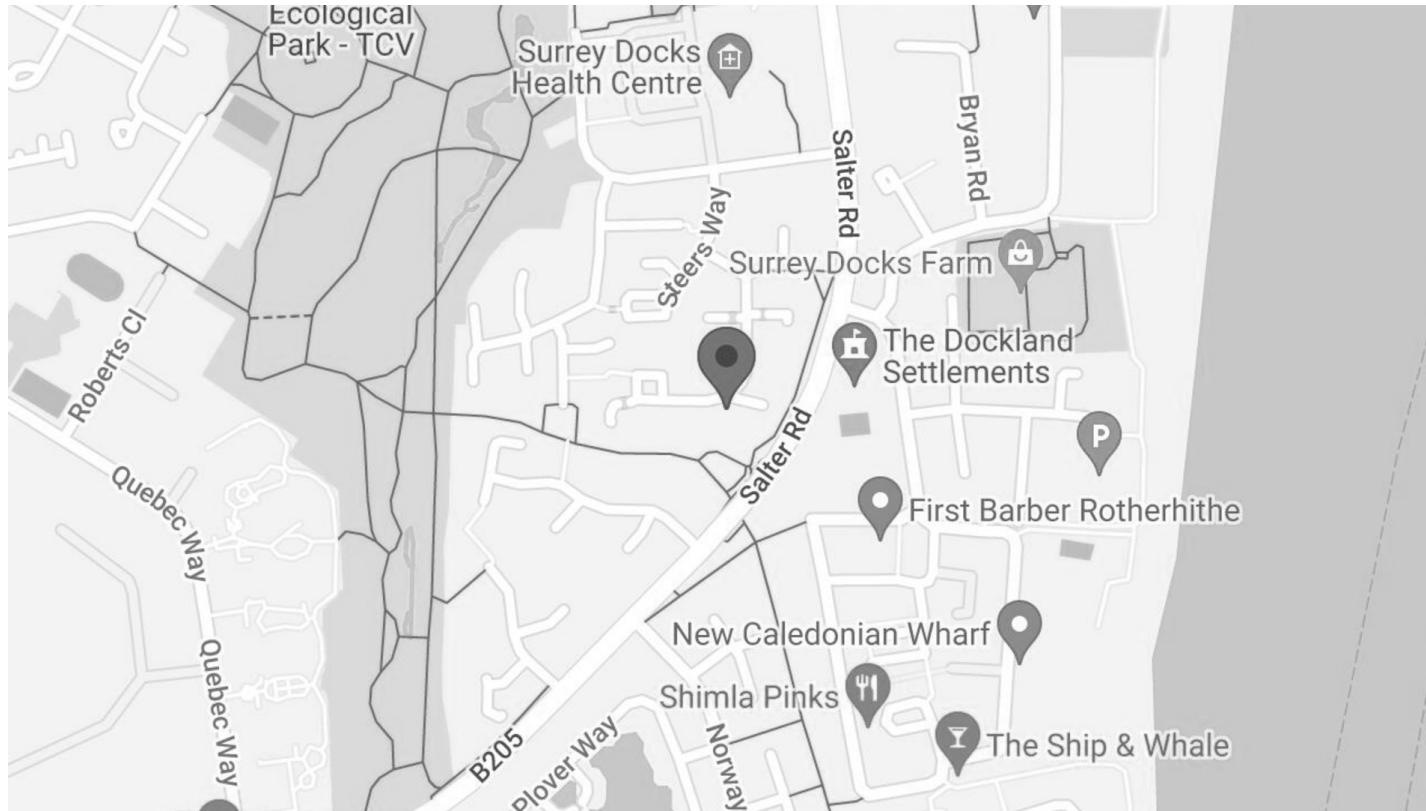 Ecological
Park - TCV
Surrey Docks
Health Centre
Bryan Rd
Salter Rd
Steers Way
Surrey Docks Farm
The Dockland
Settlements
Roberts Cl
P
Salter Rd
Quebec Way
First Barber Rotherhithe
New Caledonian Wharf
Quebec Way
Shimla Pinks
The Ship & Whale
B205
Plover Way
Norway